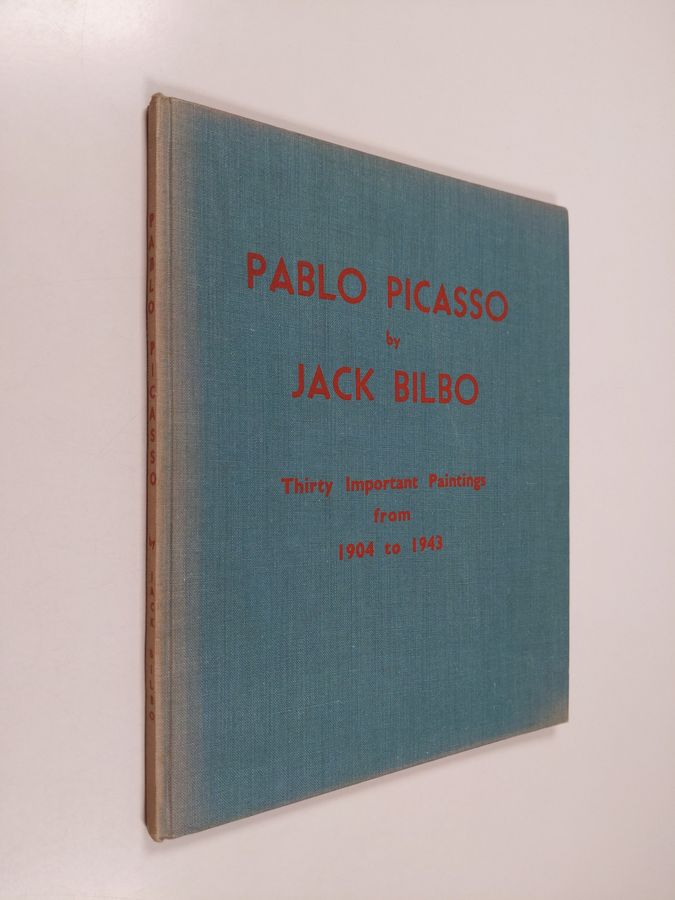 PABLO PICASSO
by
JACK BILBO
Thirty Important Paintings
from
1904 to 1943
PABLO PICASSO by JACK BILBO